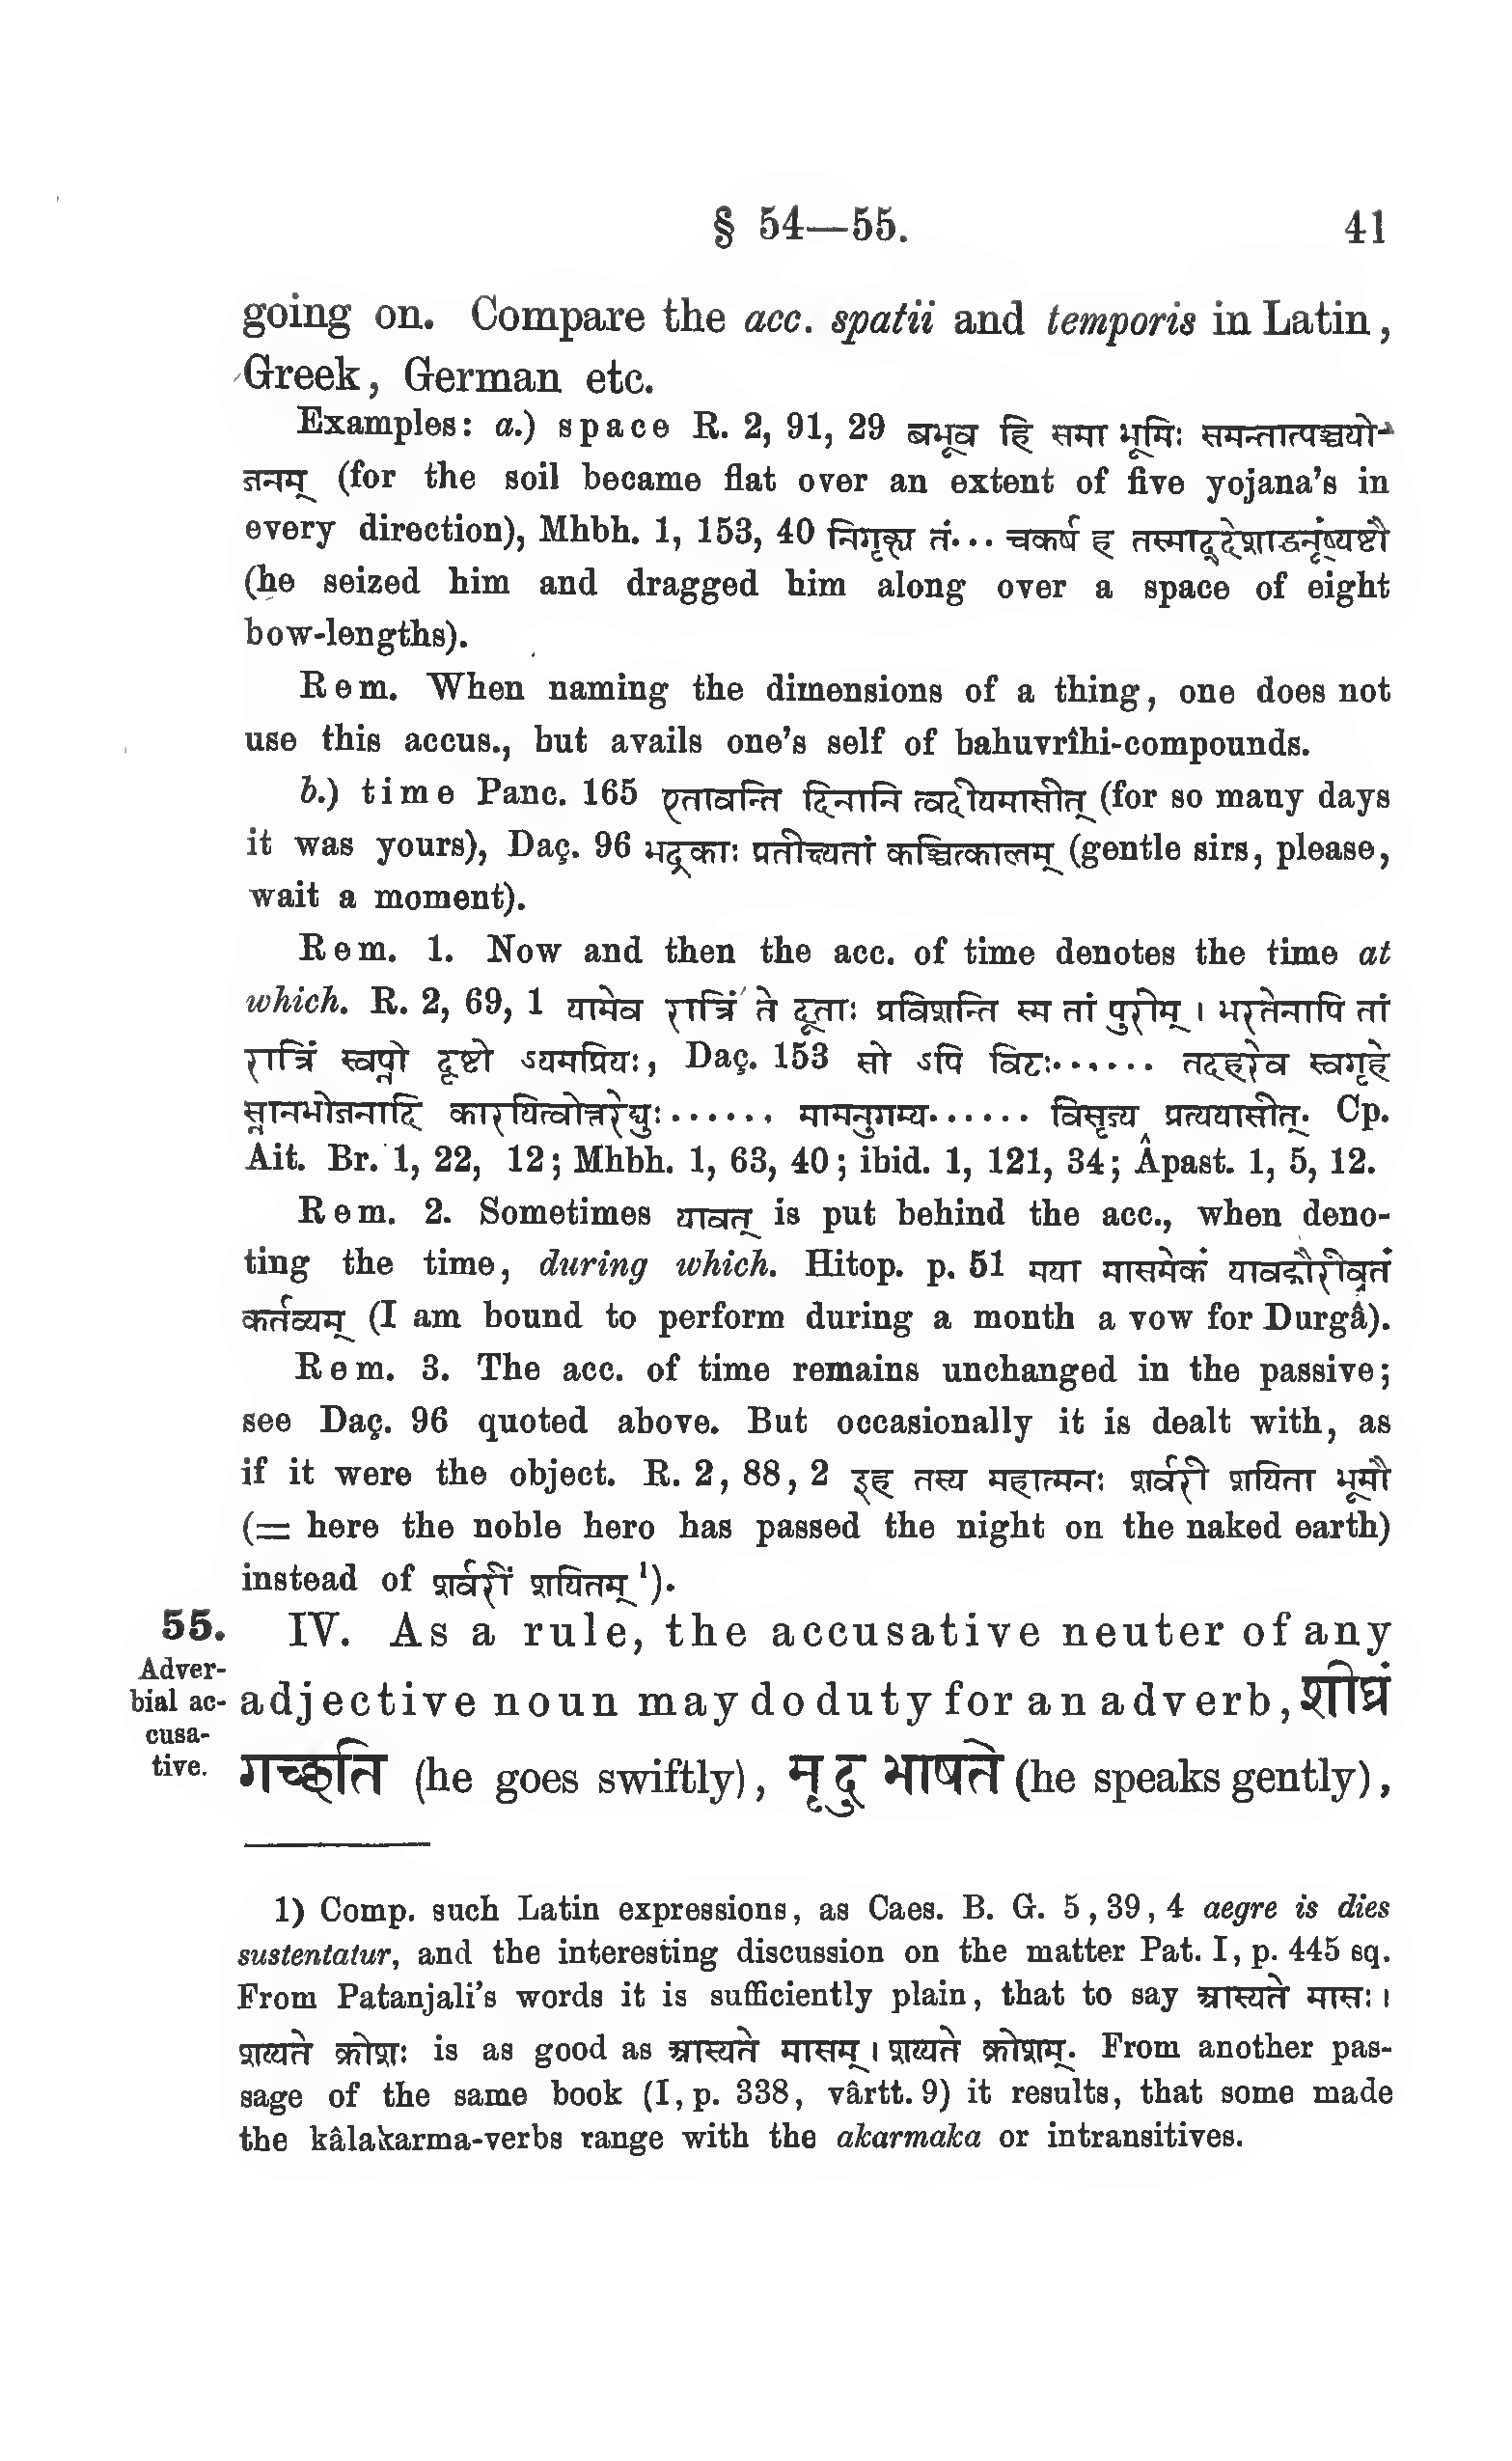 § 54—55. 41
going on. Compare the acc. spatii and temporis in Latin,
Greek, German etc.
Examples: a.) space R. 2, 91, 29 बभूव हि समा भूमिः समन्तात्पञ्चयो-
जनम् (for the soil became flat over an extent of five yojana's in
every direction), Mhbh. 1, 153, 40 निगृह्य तं... चकर्ष ह तस्माद्देशाद्धनूंष्यष्टौ
(he seized him and dragged him along over a space of eight
bow-lengths).
Rem. When naming the dimensions of a thing, one does not
use this accus., but avails one's self of bahuvrîhi-compounds.
b.) time Panc. 165 एतावन्ति दिनानि त्वदीयमासीत् (for so many days
it was yours), Daç. 96 भद्रकाः प्रतीक्ष्यतां कञ्चित्कालम् (gentle sirs, please,
wait a moment).
Rem. 1. Now and then the acc. of time denotes the time at
which. R. 2, 69, 1 यामेव रात्रिं ते दूताः प्रविशन्ति स्म तां पुरीम् । भरतेनापि तां
रात्रिं स्वप्नो दृष्टो ऽयमप्रियः, Daç. 153 सो ऽपि विटः...... तदहरेव स्वगृहे
स्नानभोजनादि कारयित्वोत्तरेद्युः...... मामनुगम्य...... विसृज्य प्रत्ययासीत्. Cp.
Ait. Br. 1, 22, 12; Mhbh. 1, 63, 40; ibid. 1, 121, 34; Âpast. 1, 5, 12.
Rem. 2. Sometimes यावत् is put behind the acc., when deno-
ting the time, during which. Hitop. p. 51 मया मासमेकं यावद्गौरीव्रतं
कर्तव्यम् (I am bound to perform during a month a vow for Durgâ).
Rem. 3. The acc. of time remains unchanged in the passive;
see Daç. 96 quoted above. But occasionally it is dealt with, as
if it were the object. R. 2, 88, 2 इह तस्य महात्मनः शर्वरी शयिता भूमौ
(= here the noble hero has passed the night on the naked earth)
instead of शर्वरीं शयितम् ¹).
55. IV. As a rule, the accusative neuter of any
Adver-
bial ac- adjective noun may do duty for an adverb, शीघ्रं
cusa-
tive. गच्छति (he goes swiftly), मृदु भाषते (he speaks gently),
1) Comp. such Latin expressions, as Caes. B. G. 5, 39, 4 aegre is dies
sustentatur, and the interesting discussion on the matter Pat. I, p. 445 sq.
From Patanjali's words it is sufficiently plain, that to say आस्यते मासः ।
शय्यते क्रोशः is as good as आस्यते मासम् । शय्यते क्रोशम्. From another pas-
sage of the same book (I, p. 338, vârtt. 9) it results, that some made
the kâlakarma-verbs range with the akarmaka or intransitives.